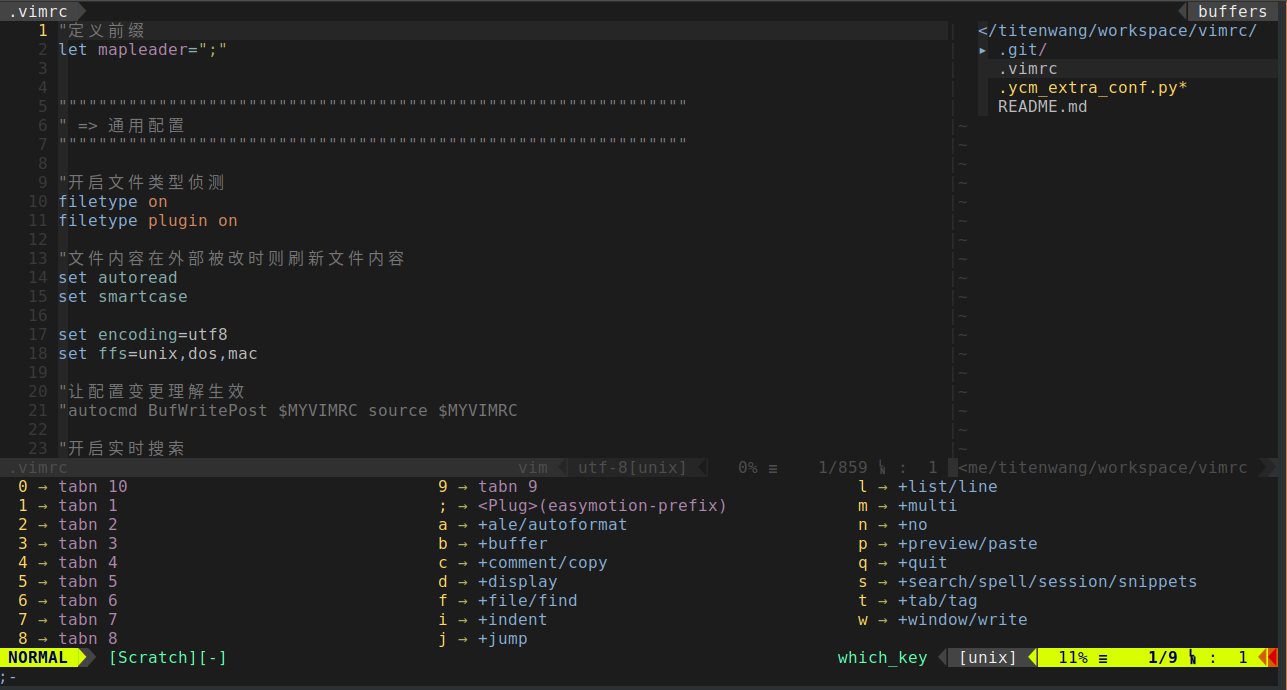 .vimrc buffers
1 "定义前缀 </titenwang/workspace/vimrc/
2 let mapleader=";" ▸ .git/
3 .vimrc
4 .ycm_extra_conf.py*
5 """"""""""""""""""""""""""""""""""""""""""""""""""""""""""""""" README.md
6 " => 通用配置 ~
7 """"""""""""""""""""""""""""""""""""""""""""""""""""""""""""""" ~
8 ~
9 "开启文件类型侦测 ~
10 filetype on ~
11 filetype plugin on ~
12 ~
13 "文件内容在外部被改时则刷新文件内容 ~
14 set autoread ~
15 set smartcase ~
16 ~
17 set encoding=utf8 ~
18 set ffs=unix,dos,mac ~
19 ~
20 "让配置变更理解生效 ~
21 "autocmd BufWritePost $MYVIMRC source $MYVIMRC ~
22 ~
23 "开启实时搜索 ~
.vimrc vim utf-8[unix] 0% ≡ 1/859 ㏑ : 1 <me/titenwang/workspace/vimrc
0 → tabn 10 9 → tabn 9 l → +list/line
1 → tabn 1 ; → <Plug>(easymotion-prefix) m → +multi
2 → tabn 2 a → +ale/autoformat n → +no
3 → tabn 3 b → +buffer p → +preview/paste
4 → tabn 4 c → +comment/copy q → +quit
5 → tabn 5 d → +display s → +search/spell/session/snippets
6 → tabn 6 f → +file/find t → +tab/tag
7 → tabn 7 i → +indent w → +window/write
8 → tabn 8 j → +jump
NORMAL [Scratch][-] which_key [unix] 11% ≡ 1/9 ㏑ : 1
;-